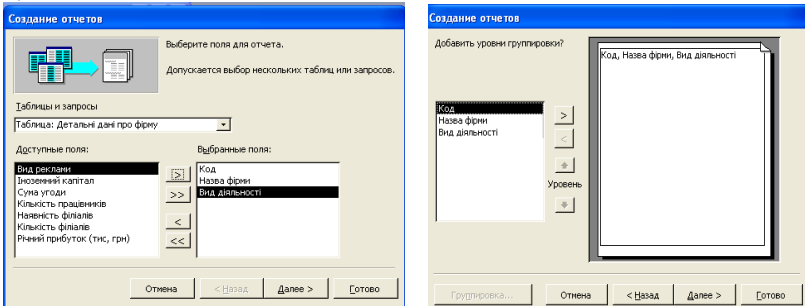 Создание отчетов
Выберите поля для отчета.
Допускается выбор нескольких таблиц или запросов.
Таблицы и запросы
Таблица: Детальні дані про фірму
Доступные поля:
Выбранные поля:
Вид реклами
Іноземний капітал
Сума угоди
Кількість працівників
Наявність філіалів
Кількість філіалів
Річний прибуток (тис, грн)
>
>>
<
<<
Код
Назва фірми
Вид діяльності
Отмена
< Назад
Далее >
Готово
Создание отчетов
Добавить уровни группировки?
Код
Назва фірми
Вид діяльності
>
<
Уровень
Код, Назва фірми, Вид діяльності
Группировка...
Отмена
< Назад
Далее >
Готово